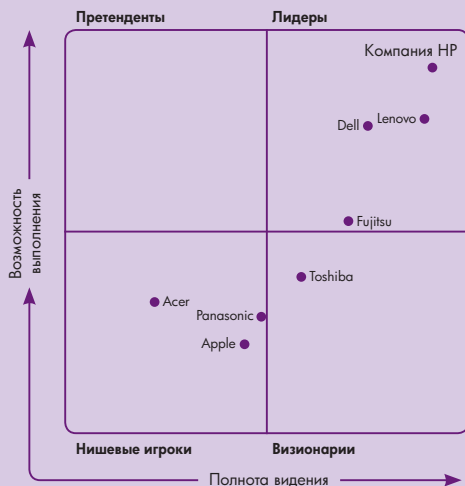 Претенденты
Лидеры
Компания HP
Dell
Lenovo
Fujitsu
Возможность
выполнения
Toshiba
Acer
Panasonic
Apple
Нишевые игроки
Визионарии
Полнота видения